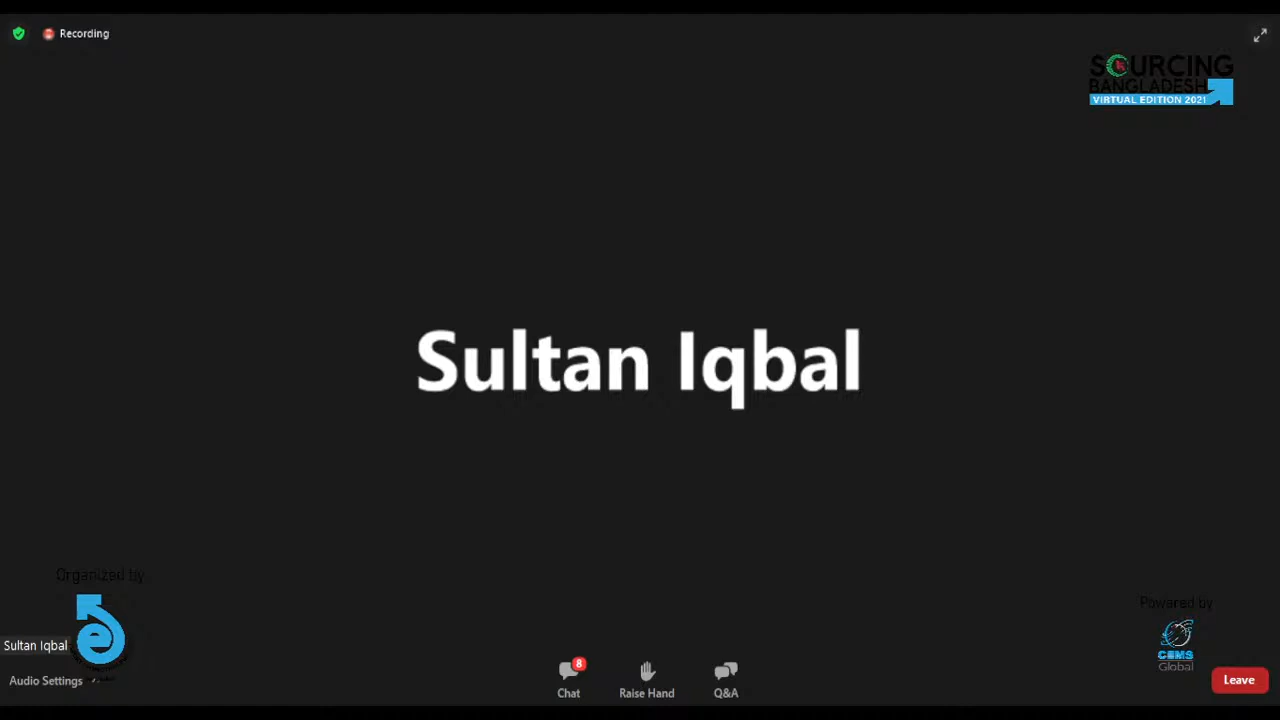 Recording
SOURCING
BANGLADESH
VIRTUAL EDITION 2021
Sultan Iqbal
Organized by
Powered by
Sultan Iqbal
CEMS
Global
Audio Settings
8
Chat
Raise Hand
Q&A
Leave